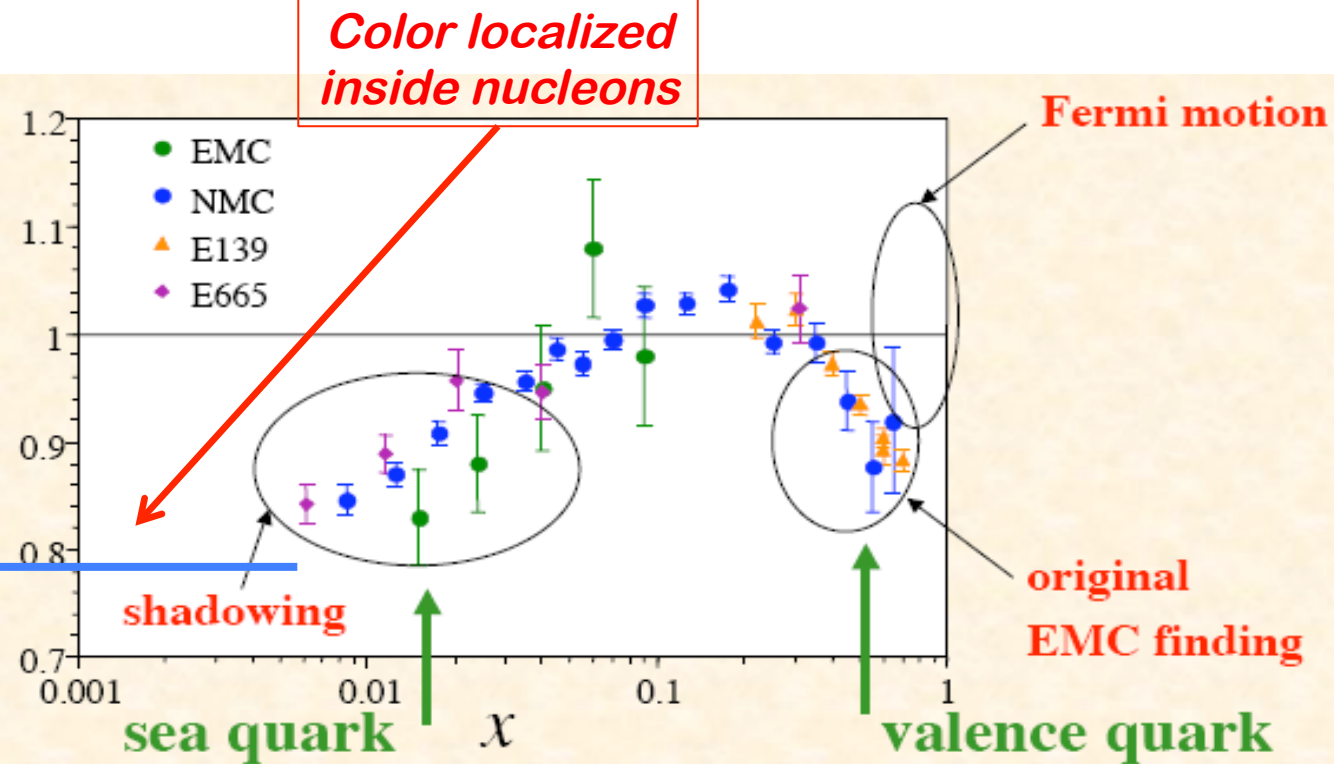 Color localized
inside nucleons
Fermi motion
1.2
1.1
1
0.9
0.8
0.7
EMC
NMC
E139
E665
shadowing
original
EMC finding
0.001
0.01
0.1
1
sea quark
x
valence quark